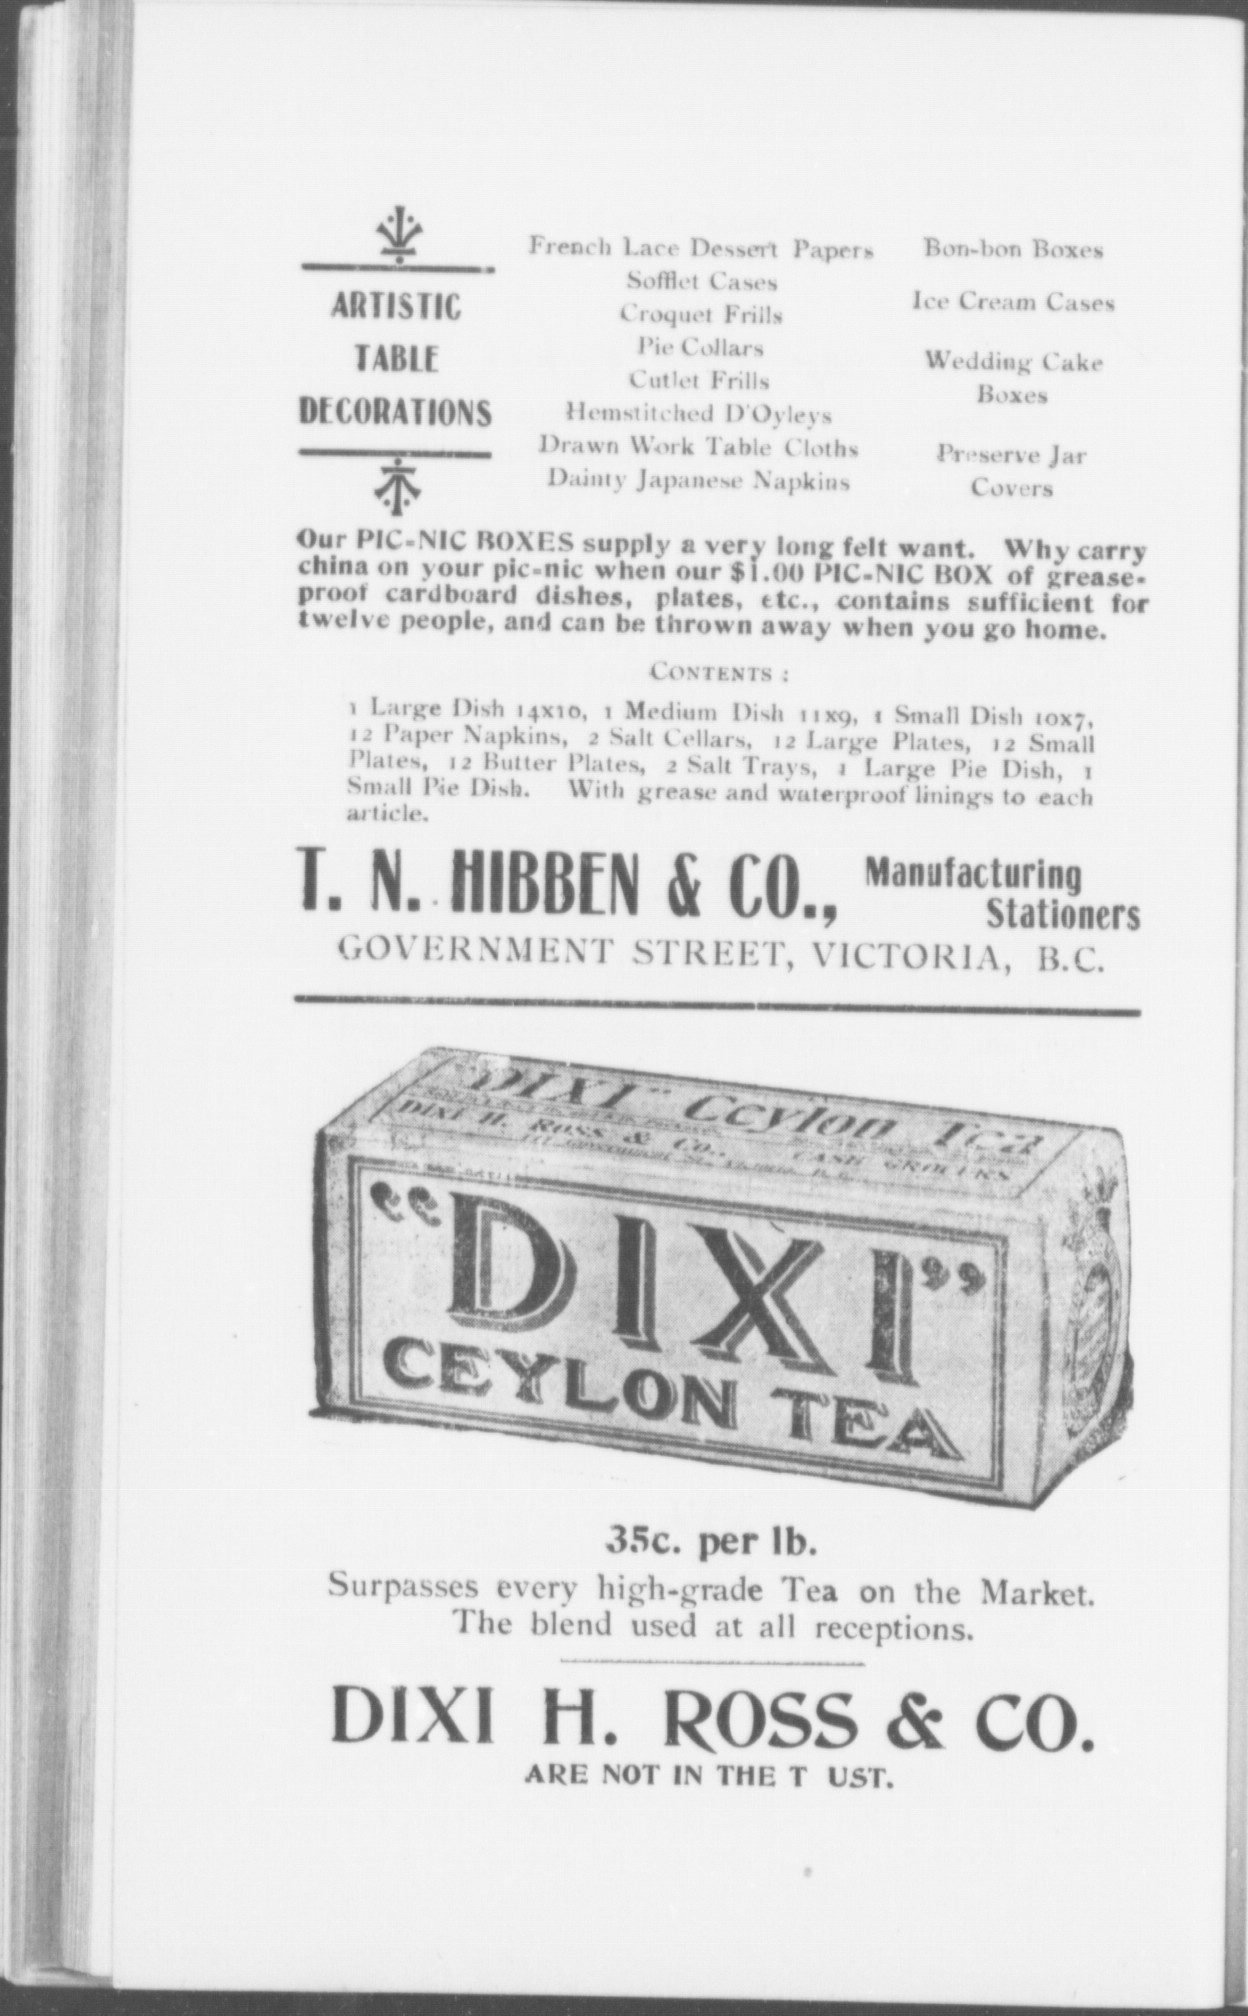 ARTISTIC
TABLE
DECORATIONS
French Lace Dessert Papers
Sofflet Cases
Croquet Frills
Pie Collars
Cutlet Frills
Hemstitched D'Oyleys
Drawn Work Table Cloths
Dainty Japanese Napkins
Bon-bon Boxes
Ice Cream Cases
Wedding Cake
Boxes
Preserve Jar
Covers
Our PIC-NIC BOXES supply a very long felt want. Why carry
china on your pic-nic when our $1.00 PIC-NIC BOX of grease-
proof cardboard dishes, plates, etc., contains sufficient for
twelve people, and can be thrown away when you go home.
CONTENTS :
1 Large Dish 14x10, 1 Medium Dish 11x9, 1 Small Dish 10x7,
12 Paper Napkins, 2 Salt Cellars, 12 Large Plates, 12 Small
Plates, 12 Butter Plates, 2 Salt Trays, 1 Large Pie Dish, 1
Small Pie Dish. With grease and waterproof linings to each
article.
T. N. HIBBEN & CO., Manufacturing
Stationers
GOVERNMENT STREET, VICTORIA, B.C.
"DIXI" Ceylon Tea
DIXI H. ROSS & Co., CASH GROCERS
"DIXI"
CEYLON TEA
35c. per lb.
Surpasses every high-grade Tea on the Market.
The blend used at all receptions.
DIXI H. ROSS & CO.
ARE NOT IN THE T UST.